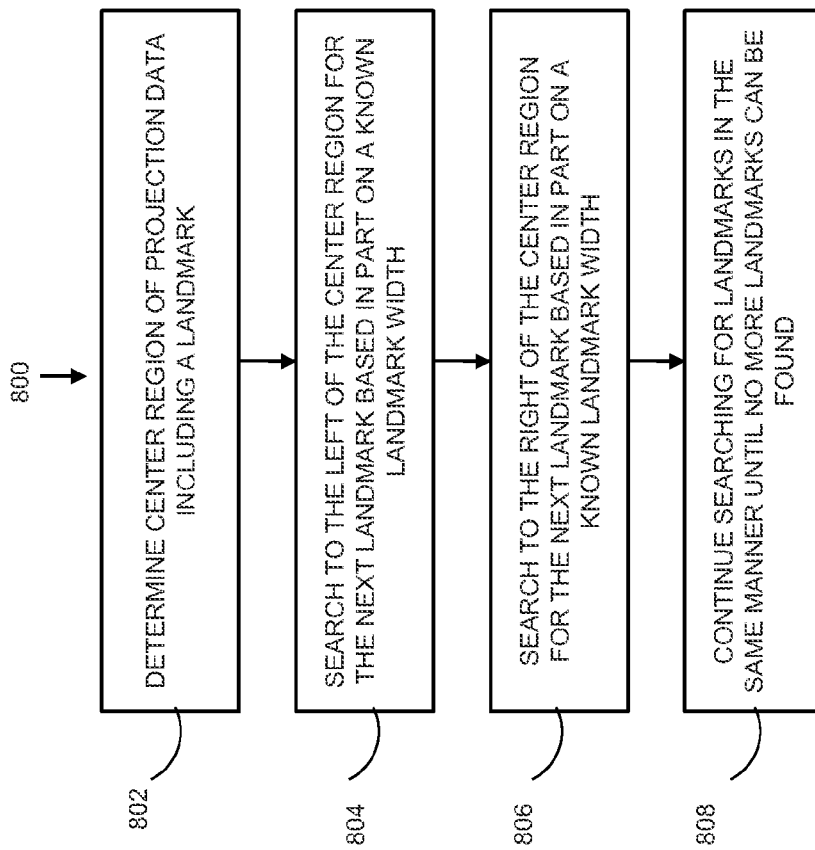 800
802
DETERMINE CENTER REGION OF PROJECTION DATA
INCLUDING A LANDMARK
804
SEARCH TO THE LEFT OF THE CENTER REGION FOR
THE NEXT LANDMARK BASED IN PART ON A KNOWN
LANDMARK WIDTH
806
SEARCH TO THE RIGHT OF THE CENTER REGION
FOR THE NEXT LANDMARK BASED IN PART ON A
KNOWN LANDMARK WIDTH
808
CONTINUE SEARCHING FOR LANDMARKS IN THE
SAME MANNER UNTIL NO MORE LANDMARKS CAN BE
FOUND